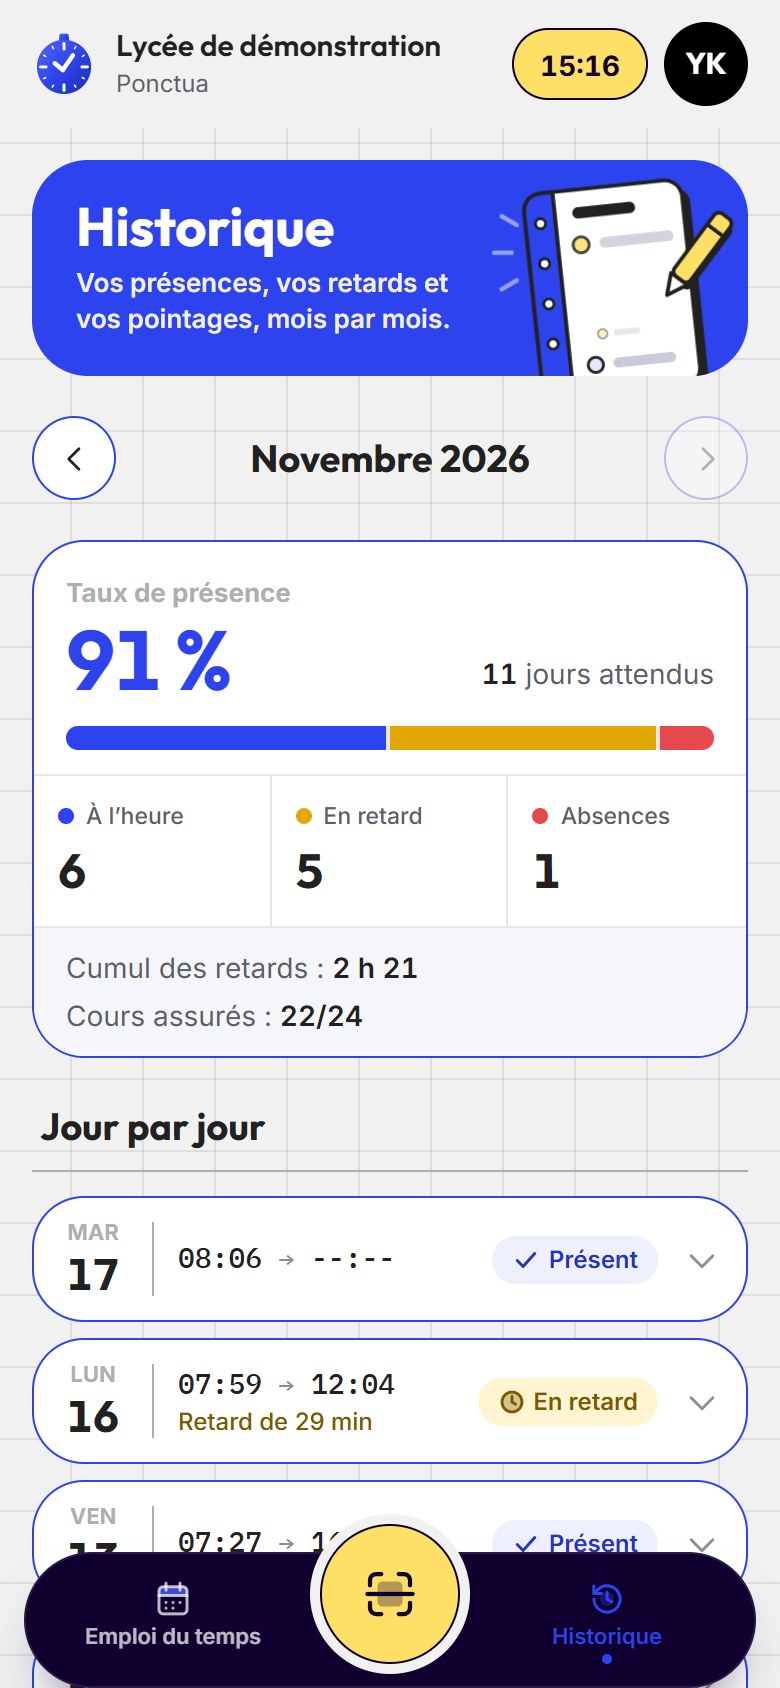 Lycée de démonstration
Ponctua
15:16
YK
Historique
Vos présences, vos retards et
vos pointages, mois par mois.
Novembre 2026
Taux de présence
91 %
11 jours attendus
À l’heure
6
En retard
5
Absences
1
Cumul des retards : 2 h 21
Cours assurés : 22/24
Jour par jour
MAR
17
08:06 → --:--
Présent
LUN
16
07:59 → 12:04
Retard de 29 min
En retard
VEN
07:27 →
Présent
Emploi du temps
Historique